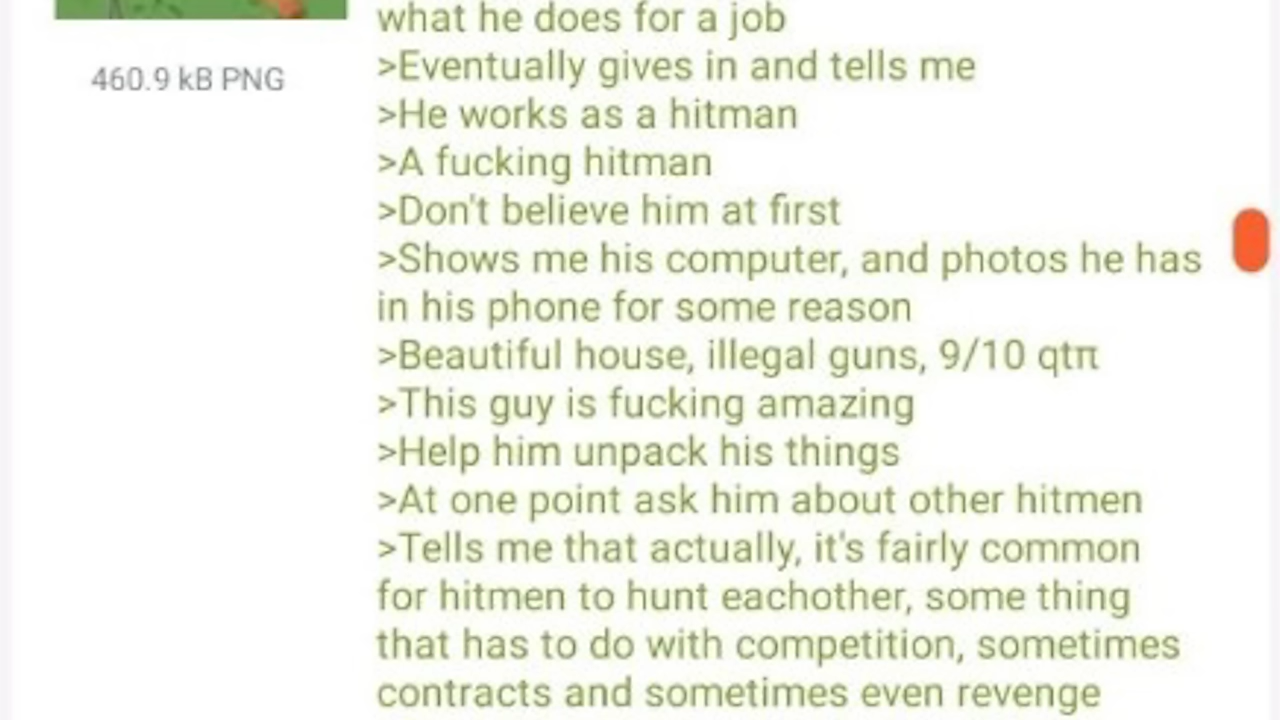 what he does for a job
460.9 kB PNG
>Eventually gives in and tells me
>He works as a hitman
>A fucking hitman
>Don't believe him at first
>Shows me his computer, and photos he has
in his phone for some reason
>Beautiful house, illegal guns, 9/10 qtπ
>This guy is fucking amazing
>Help him unpack his things
>At one point ask him about other hitmen
>Tells me that actually, it's fairly common
for hitmen to hunt eachother, some thing
that has to do with competition, sometimes
contracts and sometimes even revenge